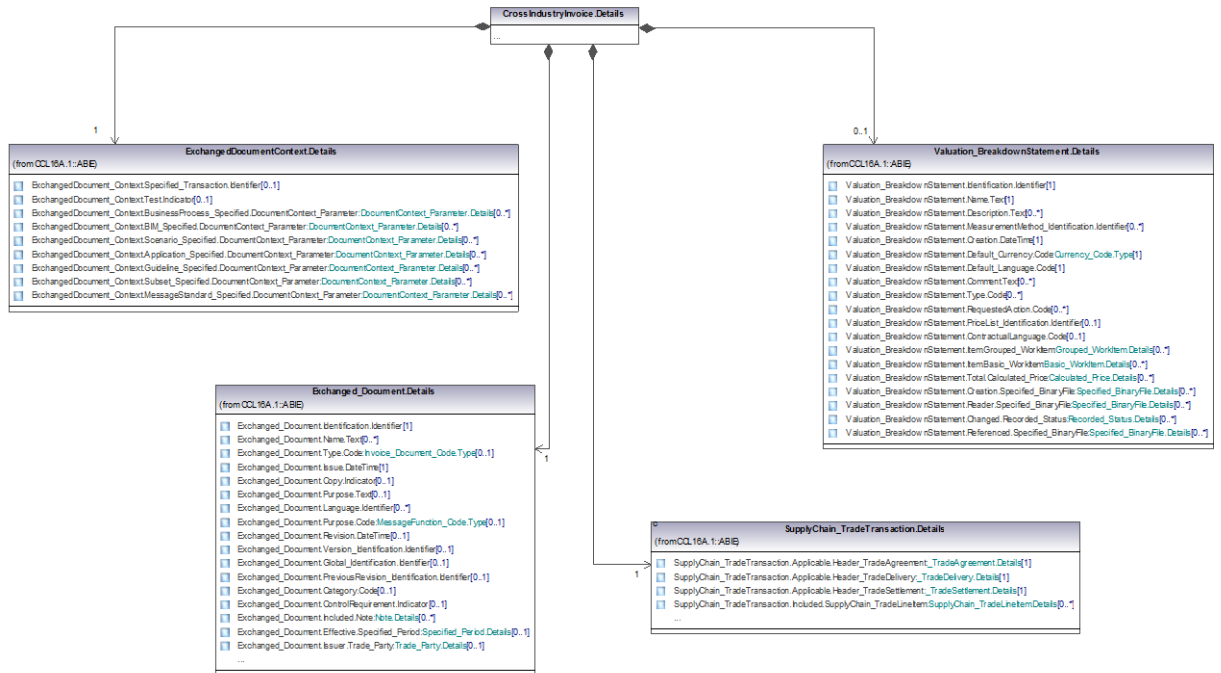 CrossIndustryInvoice.Details
...
1
0..1
ExchangedDocumentContext.Details
(from CCL16A.1::ABIE)
ExchangedDocument_Context.Specified_Transaction.Identifier[0..1]
ExchangedDocument_Context.Test.Indicator[0..1]
ExchangedDocument_Context.BusinessProcess_Specified.DocumentContext_Parameter:DocumentContext_Parameter.Details[0..*]
ExchangedDocument_Context.BIM_Specified.DocumentContext_Parameter:DocumentContext_Parameter.Details[0..*]
ExchangedDocument_Context.Scenario_Specified.DocumentContext_Parameter:DocumentContext_Parameter.Details[0..*]
ExchangedDocument_Context.Application_Specified.DocumentContext_Parameter:DocumentContext_Parameter.Details[0..*]
ExchangedDocument_Context.Guideline_Specified.DocumentContext_Parameter:DocumentContext_Parameter.Details[0..*]
ExchangedDocument_Context.Subset_Specified.DocumentContext_Parameter:DocumentContext_Parameter.Details[0..*]
ExchangedDocument_Context.MessageStandard_Specified.DocumentContext_Parameter:DocumentContext_Parameter.Details[0..*]
Valuation_BreakdownStatement.Details
(from CCL16A.1::ABIE)
Valuation_BreakdownStatement.Identification.Identifier[1]
Valuation_BreakdownStatement.Name.Text[1]
Valuation_BreakdownStatement.Description.Text[0..*]
Valuation_BreakdownStatement.MeasurementMethod_Identification.Identifier[0..*]
Valuation_BreakdownStatement.Creation.DateTime[1]
Valuation_BreakdownStatement.Default_Currency.Code:Currency_Code.Type[1]
Valuation_BreakdownStatement.Default_Language.Code[1]
Valuation_BreakdownStatement.Comment.Text[0..*]
Valuation_BreakdownStatement.Type.Code[0..*]
Valuation_BreakdownStatement.RequestedAction.Code[0..*]
Valuation_BreakdownStatement.PriceList_Identification.Identifier[0..1]
Valuation_BreakdownStatement.ContractualLanguage.Code[0..1]
Valuation_BreakdownStatement.ItemGrouped_WorkItem:Grouped_WorkItem.Details[0..*]
Valuation_BreakdownStatement.ItemBasic_WorkItem:Basic_WorkItem.Details[0..*]
Valuation_BreakdownStatement.Total.Calculated_Price:Calculated_Price.Details[0..*]
Valuation_BreakdownStatement.Creation.Specified_BinaryFile:Specified_BinaryFile.Details[0..*]
Valuation_BreakdownStatement.Reader.Specified_BinaryFile:Specified_BinaryFile.Details[0..*]
Valuation_BreakdownStatement.Changed.Recorded_Status:Recorded_Status.Details[0..*]
Valuation_BreakdownStatement.Referenced.Specified_BinaryFile:Specified_BinaryFile.Details[0..*]
Exchanged_Document.Details
(from CCL16A.1::ABIE)
Exchanged_Document.Identification.Identifier[1]
Exchanged_Document.Name.Text[0..*]
Exchanged_Document.Type.Code:Invoice_Document_Code.Type[0..1]
Exchanged_Document.Issue.DateTime[1]
Exchanged_Document.Copy.Indicator[0..1]
Exchanged_Document.Purpose.Text[0..1]
Exchanged_Document.Language.Identifier[0..*]
Exchanged_Document.Purpose.Code:MessageFunction_Code.Type[0..1]
Exchanged_Document.Revision.DateTime[0..1]
Exchanged_Document.Version_Identification.Identifier[0..1]
Exchanged_Document.Global_Identification.Identifier[0..1]
Exchanged_Document.PreviousRevision_Identification.Identifier[0..1]
Exchanged_Document.Category.Code[0..1]
Exchanged_Document.ControlRequirement.Indicator[0..1]
Exchanged_Document.Included.Note:Note.Details[0..*]
Exchanged_Document.Effective.Specified_Period:Specified_Period.Details[0..1]
Exchanged_Document.Issuer.Trade_Party:Trade_Party.Details[0..1]
...
1
1
SupplyChain_TradeTransaction.Details
(from CCL16A.1::ABIE)
SupplyChain_TradeTransaction.Applicable.Header_TradeAgreement:_TradeAgreement.Details[1]
SupplyChain_TradeTransaction.Applicable.Header_TradeDelivery:_TradeDelivery.Details[1]
SupplyChain_TradeTransaction.Applicable.Header_TradeSettlement:_TradeSettlement.Details[1]
SupplyChain_TradeTransaction.Included.SupplyChain_TradeLineItem:SupplyChain_TradeLineItem.Details[0..*]
...